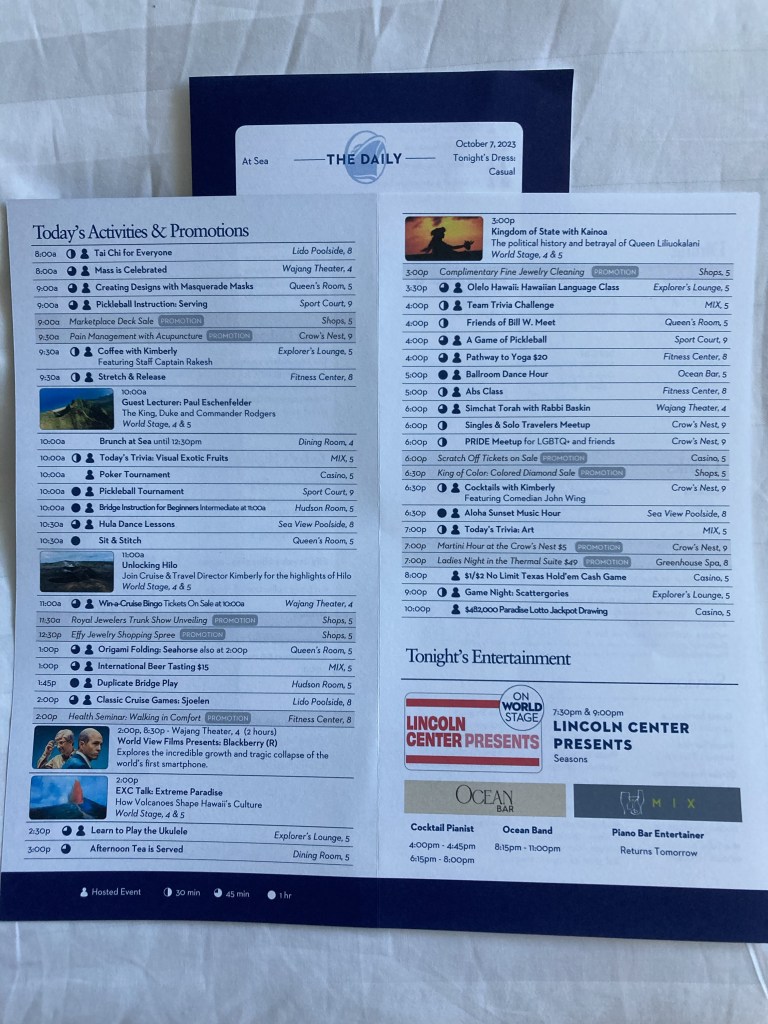 At Sea
THE DAILY
October 7, 2023
Tonight's Dress:
Casual
Today's Activities & Promotions
8:00a Tai Chi for Everyone Lido Poolside, 8
8:00a Mass is Celebrated Wajang Theater, 4
9:00a Creating Designs with Masquerade Masks Queen's Room, 5
9:00a Pickleball Instruction: Serving Sport Court, 9
9:00a Marketplace Deck Sale PROMOTION Shops, 5
9:30a Pain Management with Acupuncture PROMOTION Crow's Nest, 9
9:30a Coffee with Kimberly Explorer's Lounge, 5
Featuring Staff Captain Rakesh
9:30a Stretch & Release Fitness Center, 8
10:00a
Guest Lecturer: Paul Eschenfelder
The King, Duke and Commander Rodgers
World Stage, 4 & 5
10:00a Brunch at Sea until 12:30pm Dining Room, 4
10:00a Today's Trivia: Visual Exotic Fruits MIX, 5
10:00a Poker Tournament Casino, 5
10:00a Pickleball Tournament Sport Court, 9
10:00a Bridge Instruction for Beginners Intermediate at 11:00a Hudson Room, 5
10:30a Hula Dance Lessons Sea View Poolside, 8
10:30a Sit & Stitch Queen's Room, 5
11:00a
Unlocking Hilo
Join Cruise & Travel Director Kimberly for the highlights of Hilo
World Stage, 4 & 5
11:00a Win-a-Cruise Bingo Tickets On Sale at 10:00a Wajang Theater, 4
11:30a Royal Jewelers Trunk Show Unveiling PROMOTION Shops, 5
12:30p Effy Jewelry Shopping Spree PROMOTION Shops, 5
1:00p Origami Folding: Seahorse also at 2:00p Queen's Room, 5
1:00p International Beer Tasting $15 MIX, 5
1:45p Duplicate Bridge Play Hudson Room, 5
2:00p Classic Cruise Games: Sjoelen Lido Poolside, 8
2:00p Health Seminar: Walking in Comfort PROMOTION Fitness Center, 8
2:00p, 8:30p - Wajang Theater, 4 (2 hours)
World View Films Presents: Blackberry (R)
Explores the incredible growth and tragic collapse of the
world's first smartphone.
2:00p
EXC Talk: Extreme Paradise
How Volcanoes Shape Hawaii's Culture
World Stage, 4 & 5
2:30p Learn to Play the Ukulele Explorer's Lounge, 5
3:00p Afternoon Tea is Served Dining Room, 5
Hosted Event 30 min 45 min 1 hr
3:00p
Kingdom of State with Kainoa
The political history and betrayal of Queen Liliuokalani
World Stage, 4 & 5
3:00p Complimentary Fine Jewelry Cleaning PROMOTION Shops, 5
3:30p Olelo Hawaii: Hawaiian Language Class Explorer's Lounge, 5
4:00p Team Trivia Challenge MIX, 5
4:00p Friends of Bill W. Meet Queen's Room, 5
4:00p A Game of Pickleball Sport Court, 9
4:00p Pathway to Yoga $20 Fitness Center, 8
5:00p Ballroom Dance Hour Ocean Bar, 5
5:00p Abs Class Fitness Center, 8
6:00p Simchat Torah with Rabbi Baskin Wajang Theater, 4
6:00p Singles & Solo Travelers Meetup Crow's Nest, 9
6:00p PRIDE Meetup for LGBTQ+ and friends Crow's Nest, 9
6:00p Scratch Off Tickets on Sale PROMOTION Casino, 5
6:30p King of Color: Colored Diamond Sale PROMOTION Shops, 5
6:30p Cocktails with Kimberly Crow's Nest, 9
Featuring Comedian John Wing
6:30p Aloha Sunset Music Hour Sea View Poolside, 8
7:00p Today's Trivia: Art MIX, 5
7:00p Martini Hour at the Crow's Nest $5 PROMOTION Crow's Nest, 9
7:00p Ladies Night in the Thermal Suite $49 PROMOTION Greenhouse Spa, 8
8:00p $1/$2 No Limit Texas Hold'em Cash Game Casino, 5
9:00p Game Night: Scattergories Explorer's Lounge, 5
10:00p $482,000 Paradise Lotto Jackpot Drawing Casino, 5
Tonight's Entertainment
LINCOLN
CENTER PRESENTS
ON
WORLD
STAGE
7:30pm & 9:00pm
LINCOLN CENTER
PRESENTS
Seasons
OCEAN
BAR
MIX
Cocktail Pianist
4:00pm - 4:45pm
6:15pm - 8:00pm
Ocean Band
8:15pm - 11:00pm
Piano Bar Entertainer
Returns Tomorrow